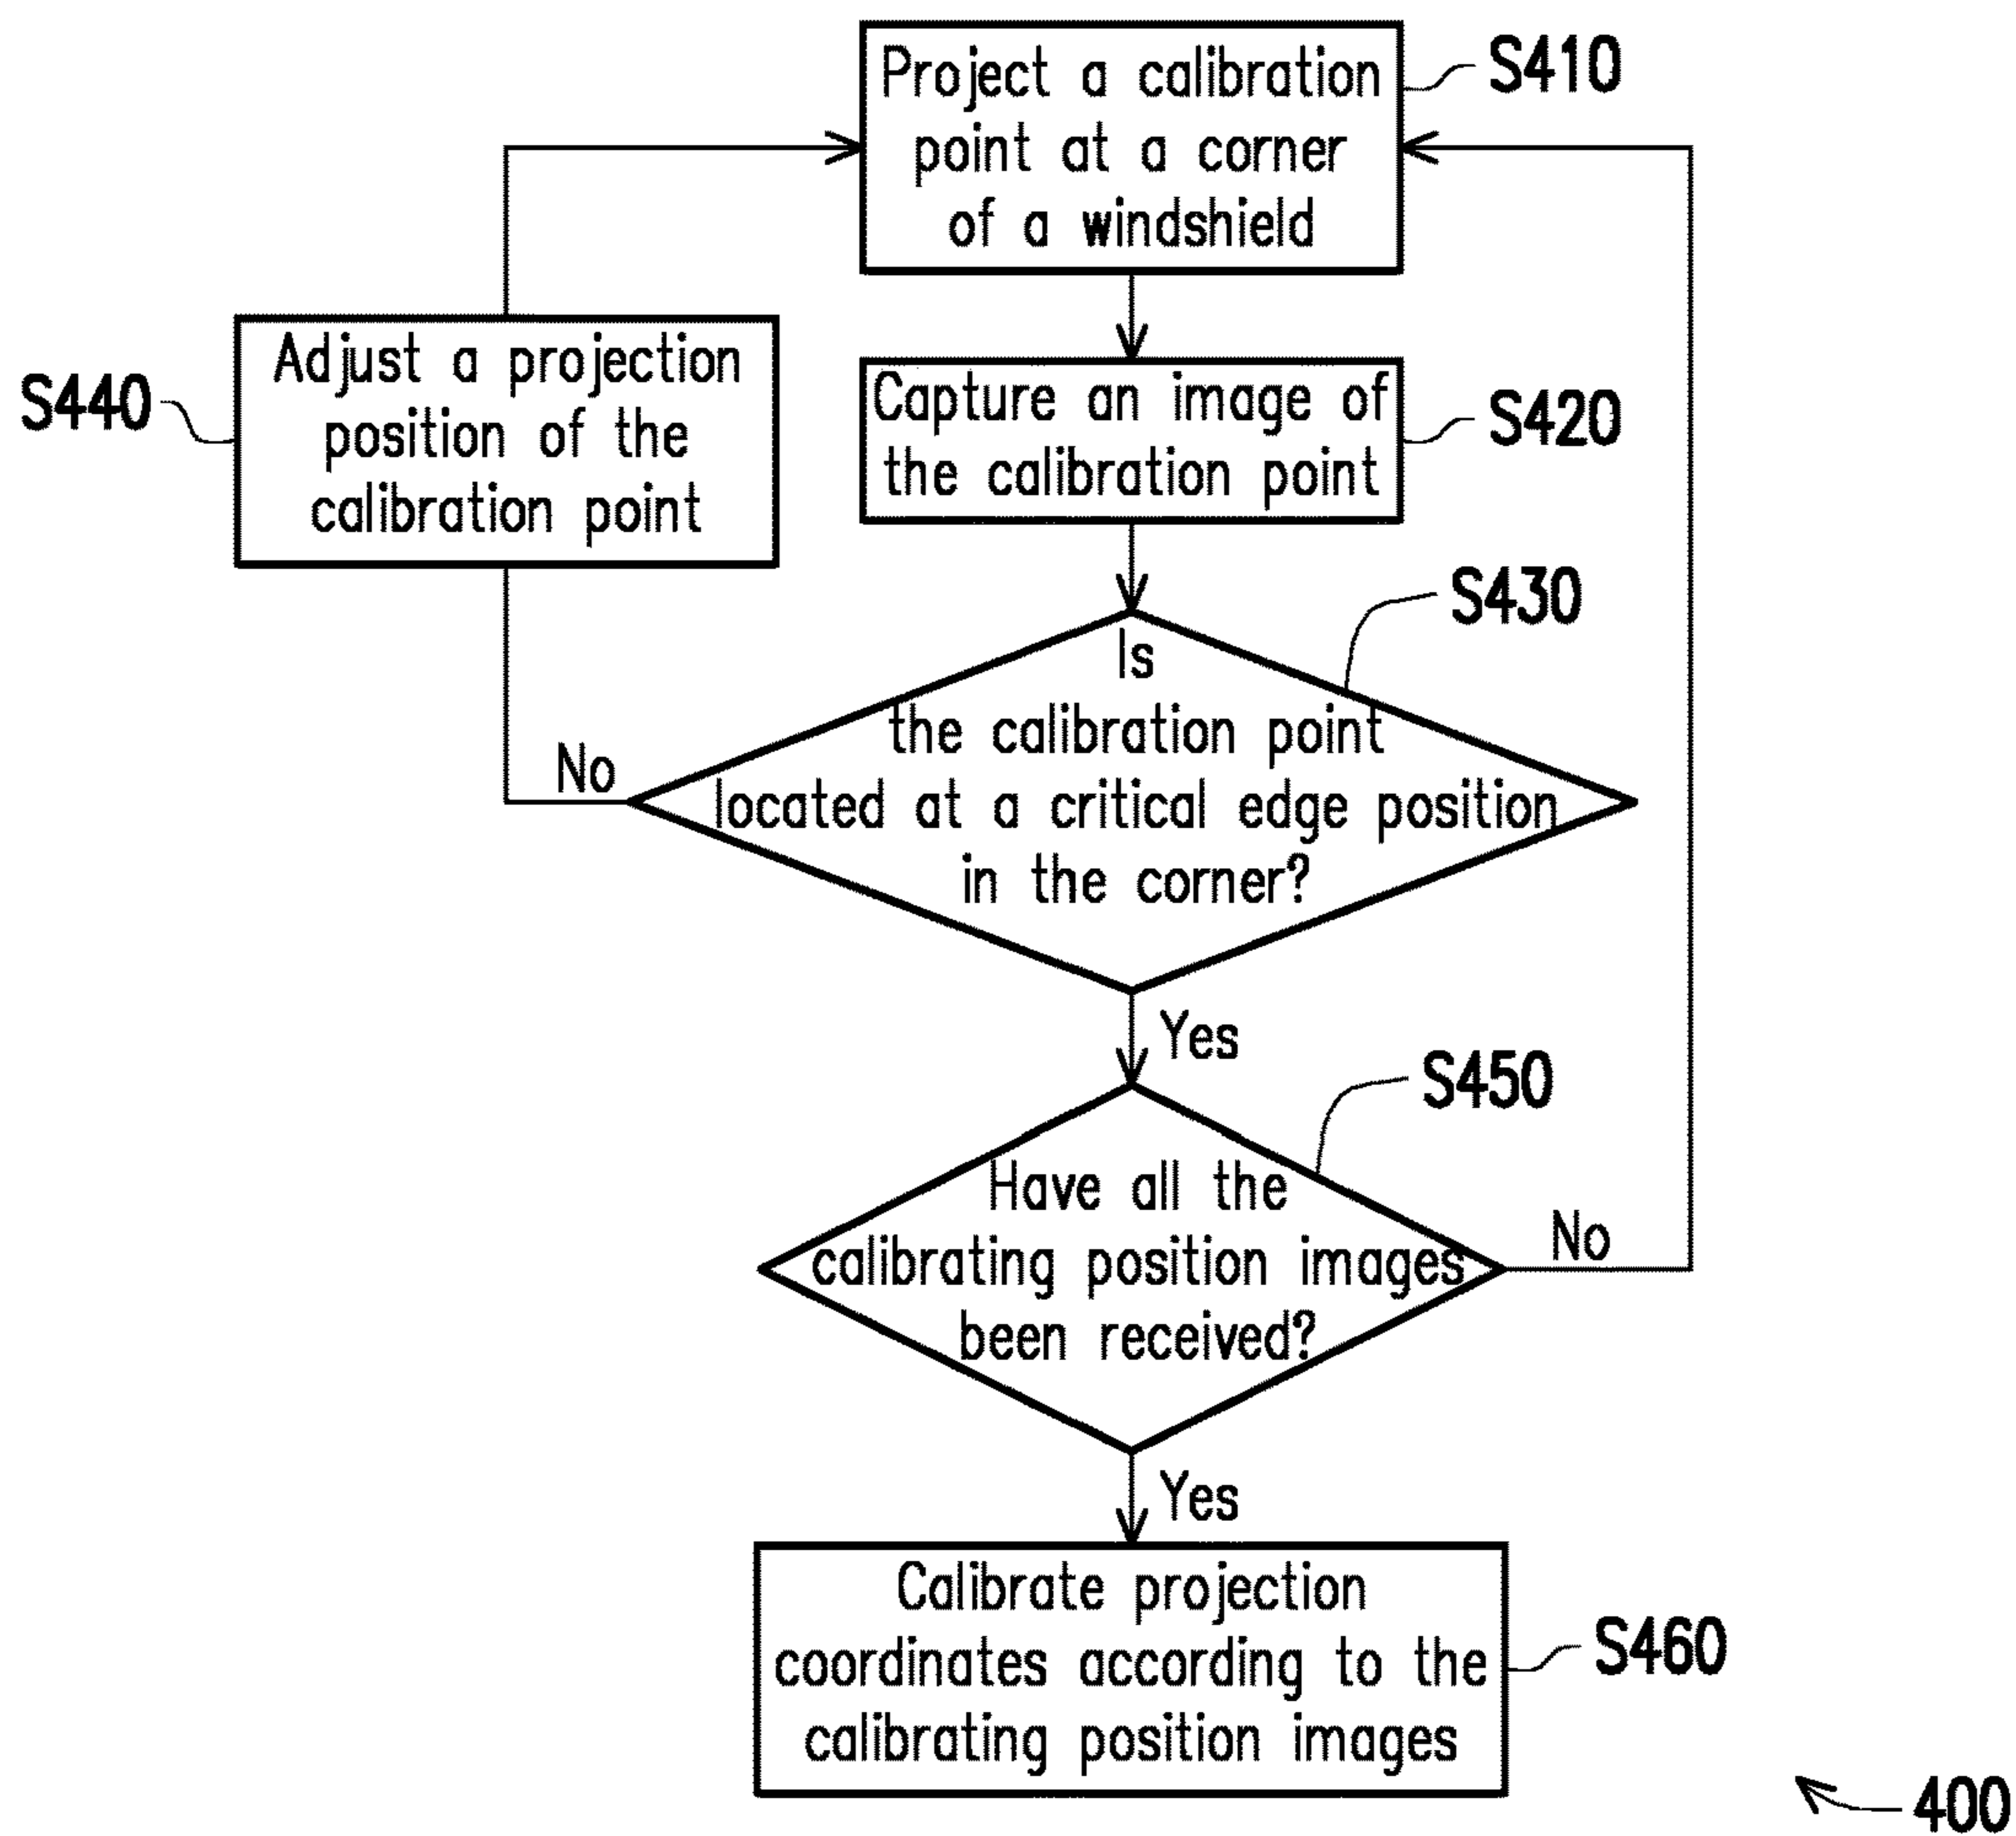 Project a calibration
point at a corner
of a windshield
S410
Adjust a projection
position of the
calibration point
S440
Capture an image of
the calibration point
S420
Is
the calibration point
located at a critical edge position
in the corner?
S430
No
Yes
Have all the
calibrating position images
been received?
S450
No
Yes
Calibrate projection
coordinates according to the
calibrating position images
S460
400